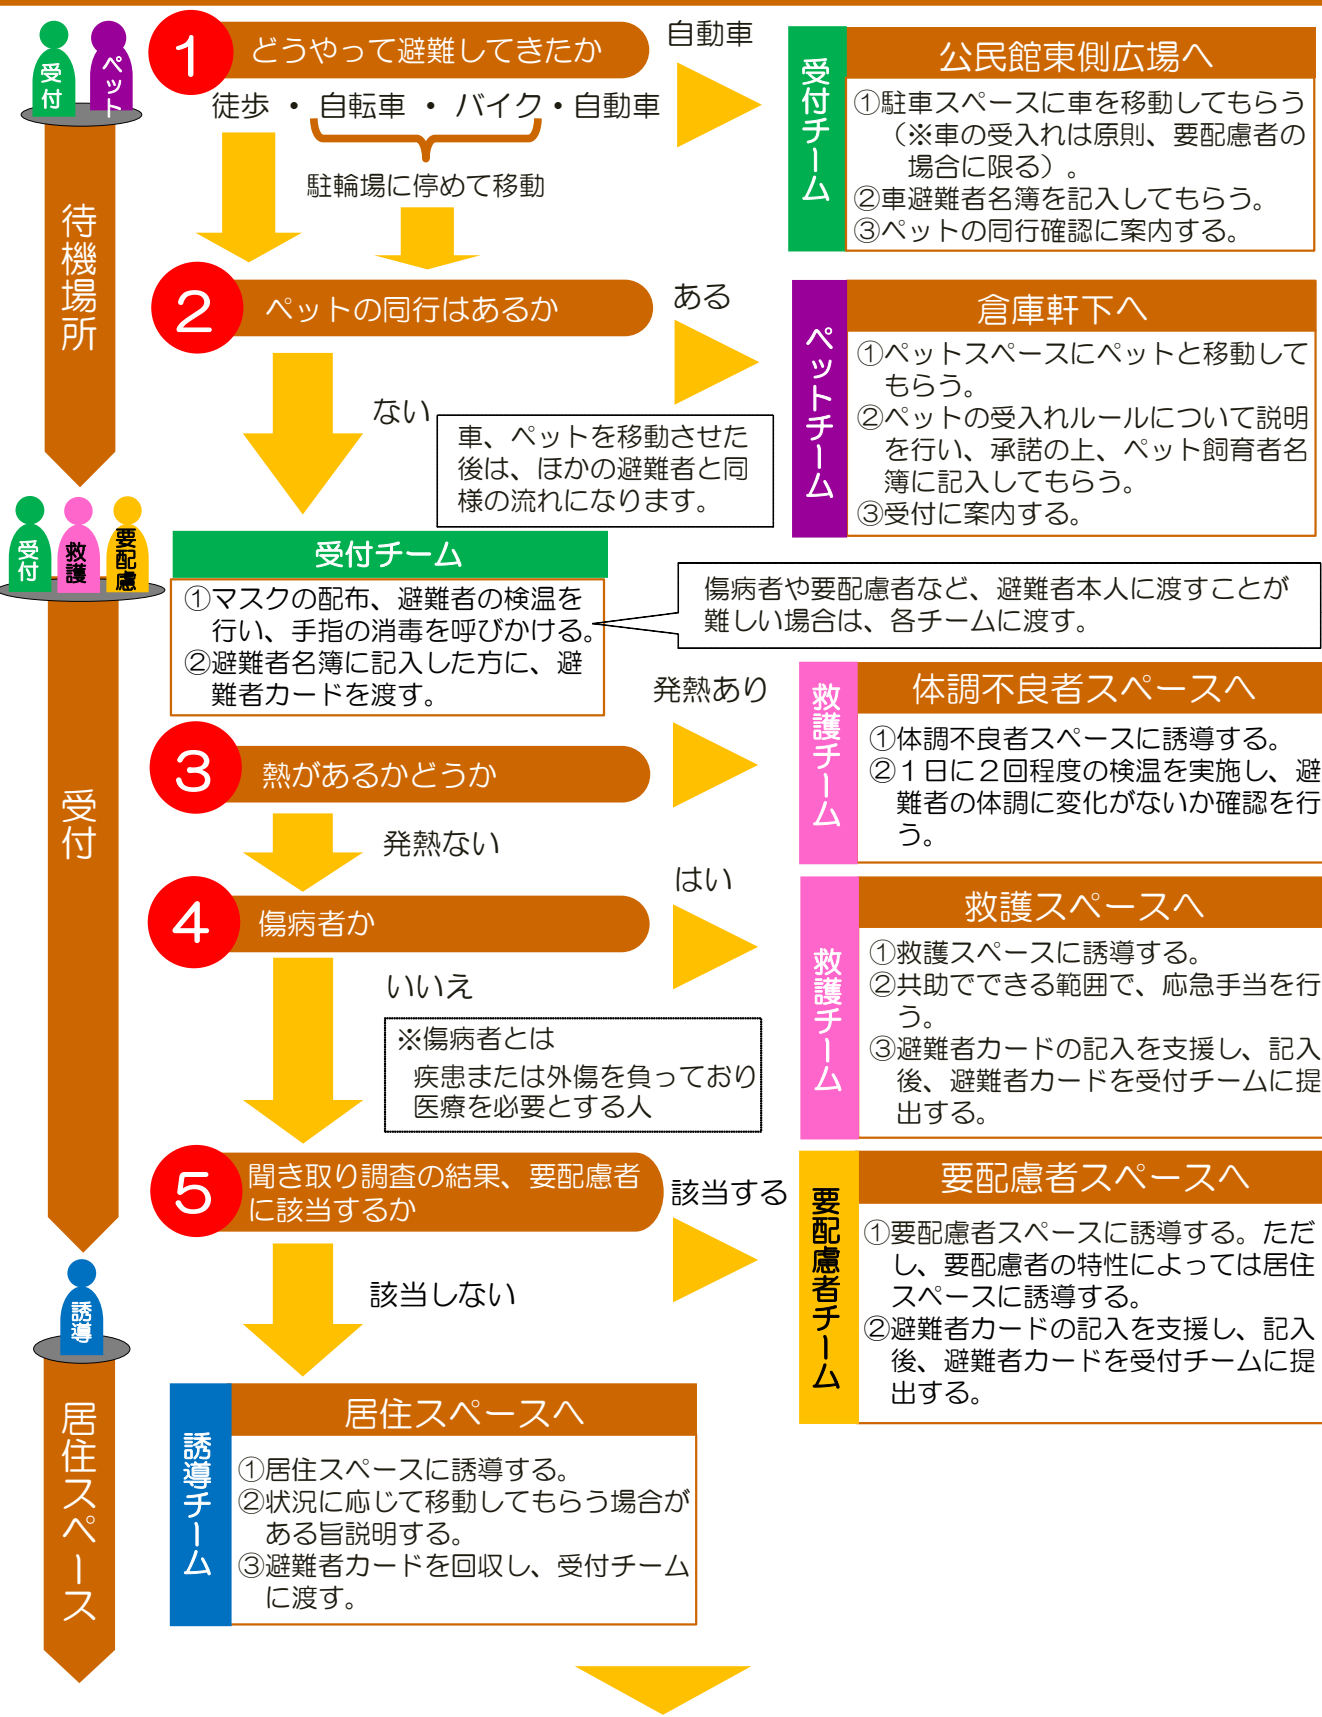 受付
ペット
待機場所
1
どうやって避難してきたか
自動車
徒歩 ・ 自転車 ・ バイク・自動車
駐輪場に停めて移動
受付チーム
公民館東側広場へ
①駐車スペースに車を移動してもらう
（※車の受入れは原則、要配慮者の
場合に限る）。
②車避難者名簿を記入してもらう。
③ペットの同行確認に案内する。
2
ペットの同行はあるか
ある
ない
車、ペットを移動させた
後は、ほかの避難者と同
様の流れになります。
ペットチーム
倉庫軒下へ
①ペットスペースにペットと移動して
もらう。
②ペットの受入れルールについて説明
を行い、承諾の上、ペット飼育者名
簿に記入してもらう。
③受付に案内する。
受付
救護
要配慮
受付
受付チーム
①マスクの配布、避難者の検温を
行い、手指の消毒を呼びかける。
②避難者名簿に記入した方に、避
難者カードを渡す。
傷病者や要配慮者など、避難者本人に渡すことが
難しい場合は、各チームに渡す。
3
熱があるかどうか
発熱あり
発熱ない
救護チーム
体調不良者スペースへ
①体調不良者スペースに誘導する。
②１日に２回程度の検温を実施し、避
難者の体調に変化がないか確認を行
う。
4
傷病者か
はい
いいえ
※傷病者とは
疾患または外傷を負っており
医療を必要とする人
救護チーム
救護スペースへ
①救護スペースに誘導する。
②共助でできる範囲で、応急手当を行
う。
③避難者カードの記入を支援し、記入
後、避難者カードを受付チームに提
出する。
5
聞き取り調査の結果、要配慮者
に該当するか
該当する
該当しない
要配慮者チーム
要配慮者スペースへ
①要配慮者スペースに誘導する。ただ
し、要配慮者の特性によっては居住
スペースに誘導する。
②避難者カードの記入を支援し、記入
後、避難者カードを受付チームに提
出する。
誘導
居住スペース
誘導チーム
居住スペースへ
①居住スペースに誘導する。
②状況に応じて移動してもらう場合が
ある旨説明する。
③避難者カードを回収し、受付チーム
に渡す。